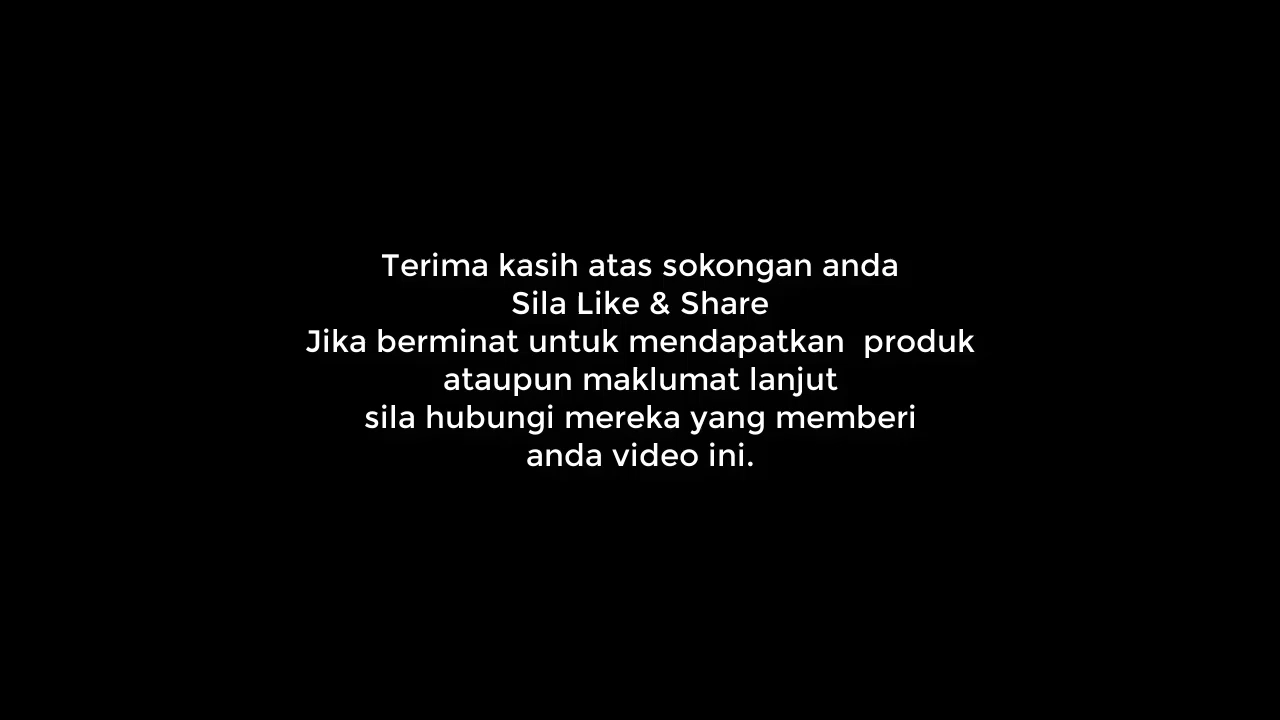 Terima kasih atas sokongan anda
Sila Like & Share
Jika berminat untuk mendapatkan  produk
ataupun maklumat lanjut
sila hubungi mereka yang memberi
anda video ini.